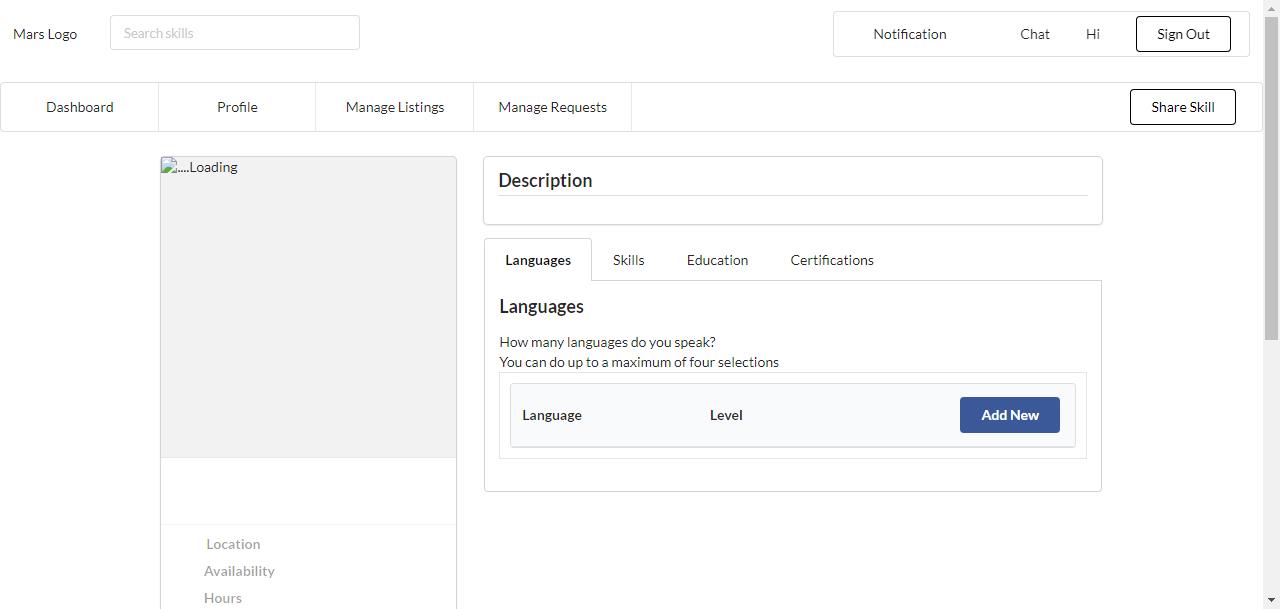 Mars Logo
Search skills
Notification
Chat
Hi
Sign Out
Dashboard
Profile
Manage Listings
Manage Requests
Share Skill
....Loading
Description
Languages
Skills
Education
Certifications
Languages
How many languages do you speak?
You can do up to a maximum of four selections
Language
Level
Add New
Location
Availability
Hours